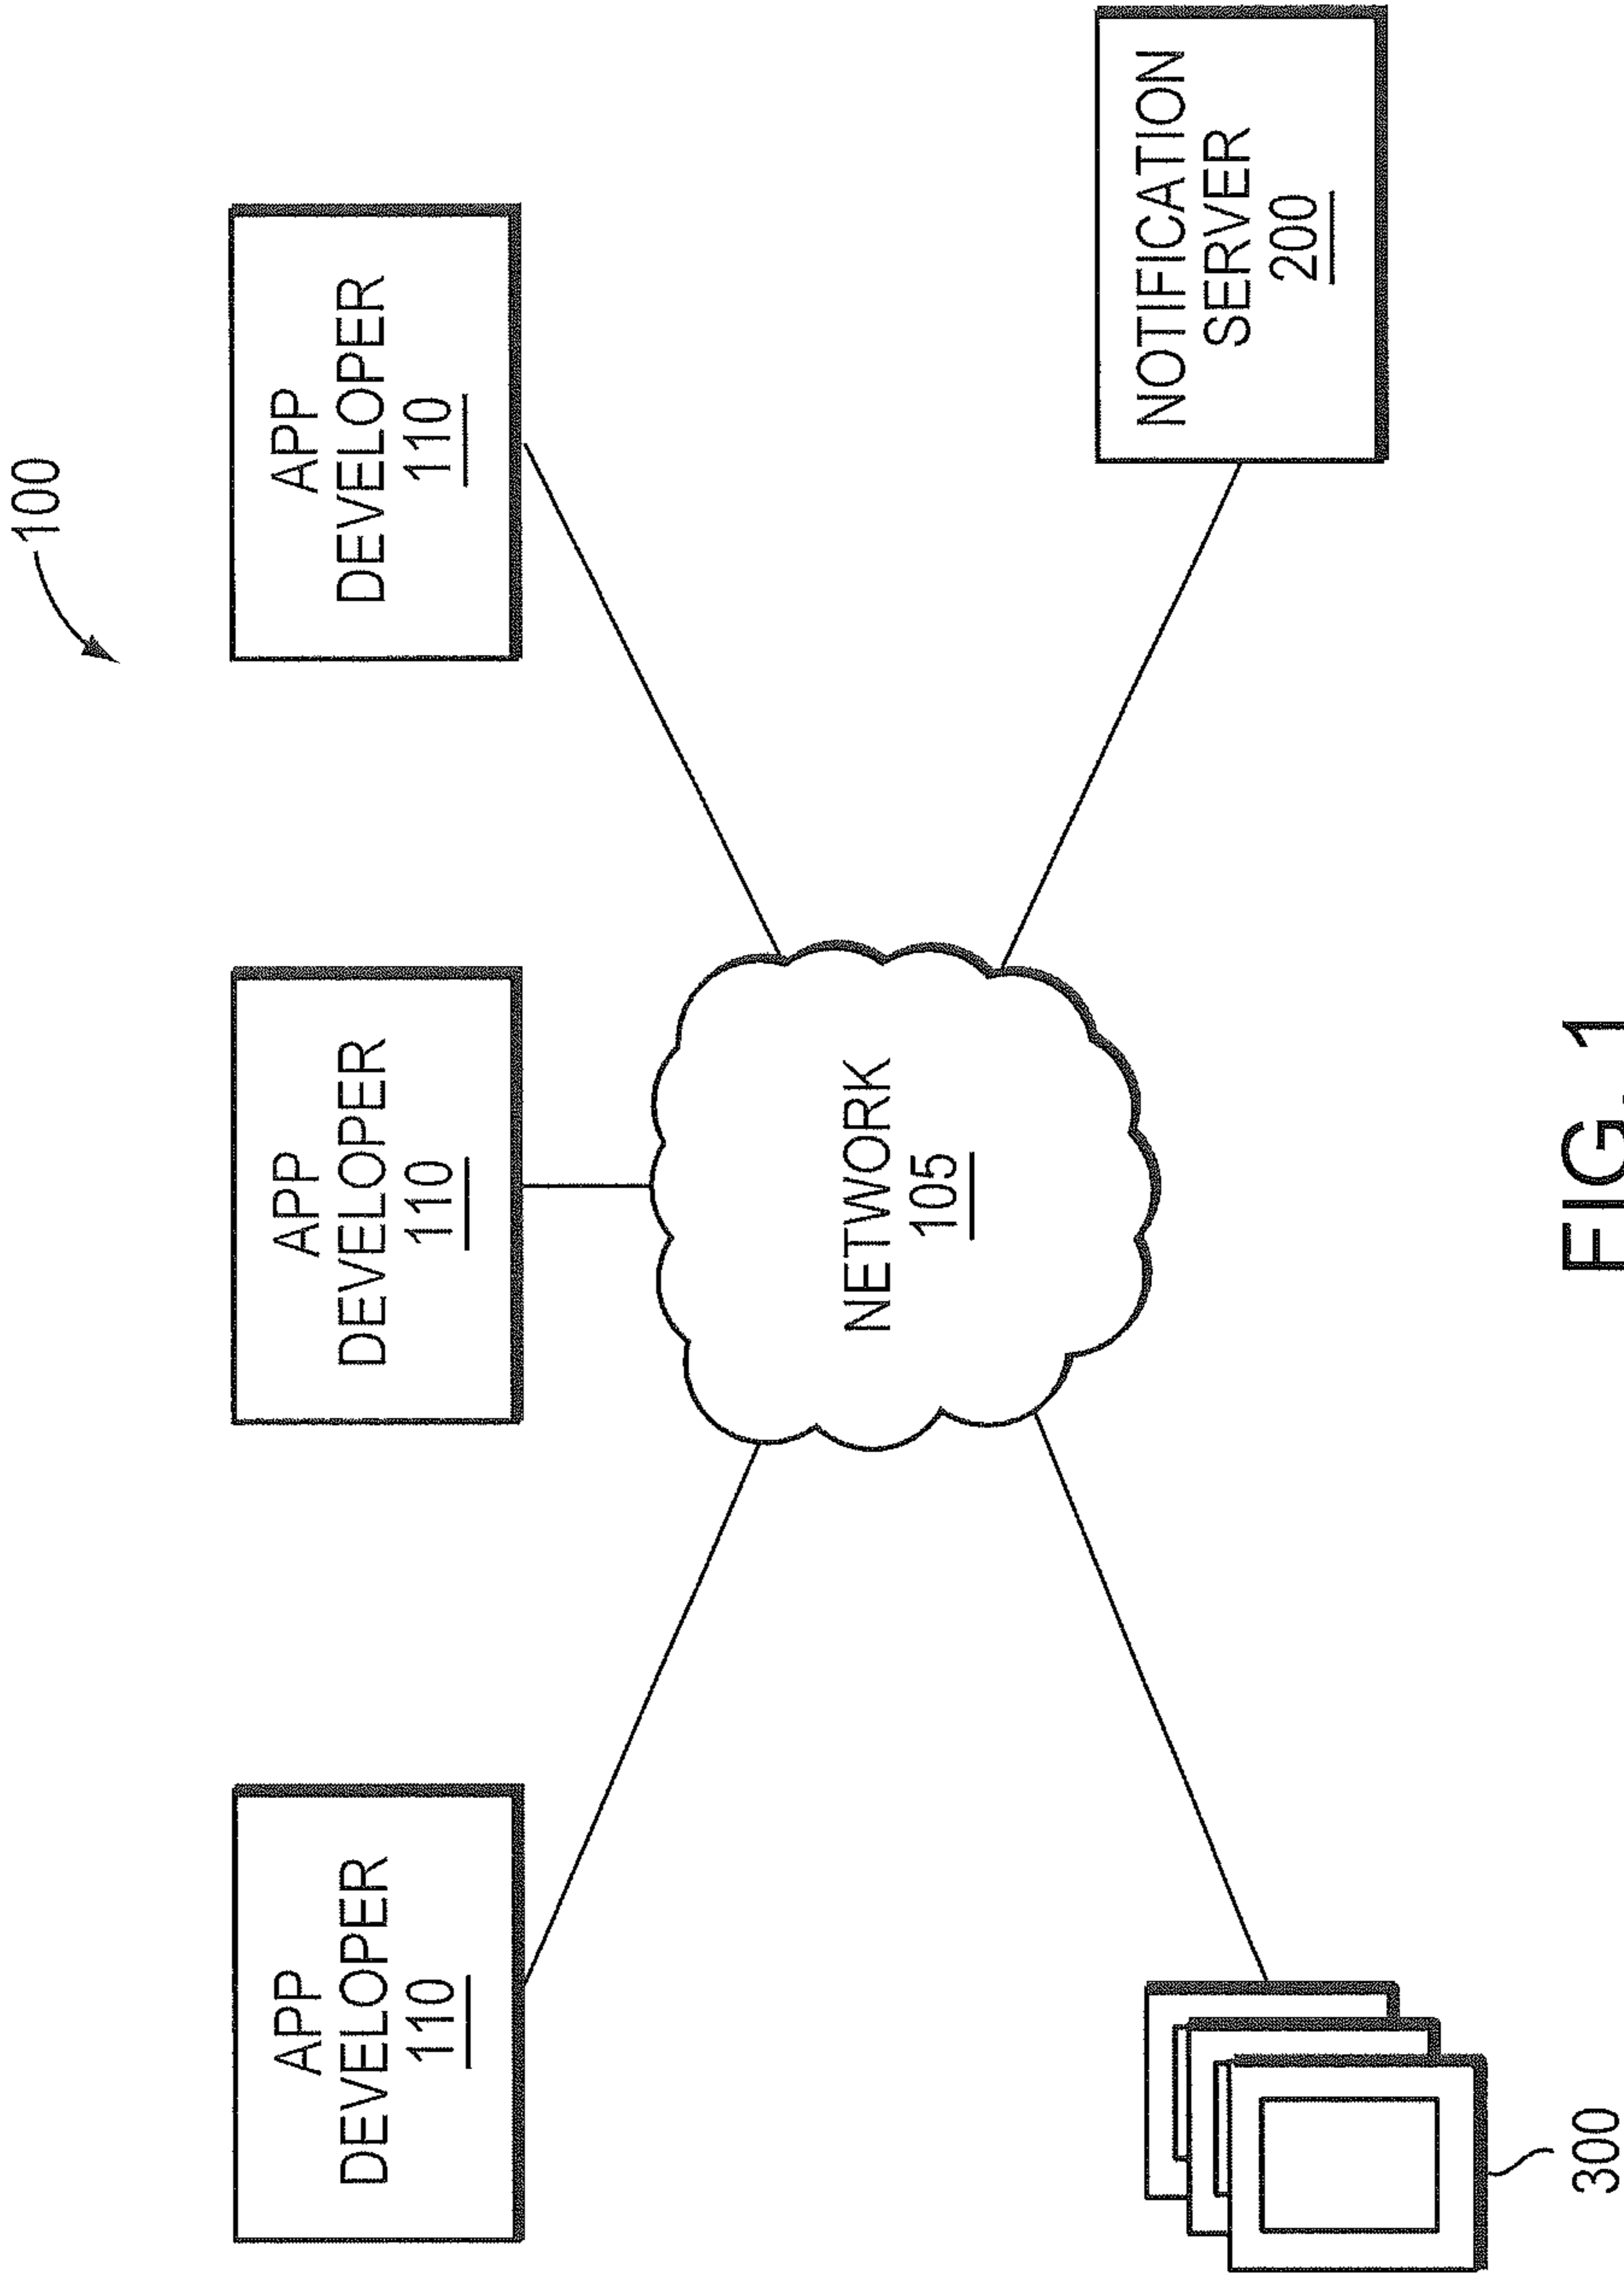 100
APP
DEVELOPER
110
APP
DEVELOPER
110
APP
DEVELOPER
110
NETWORK
105
300
NOTIFICATION
SERVER
200
FIG. 1